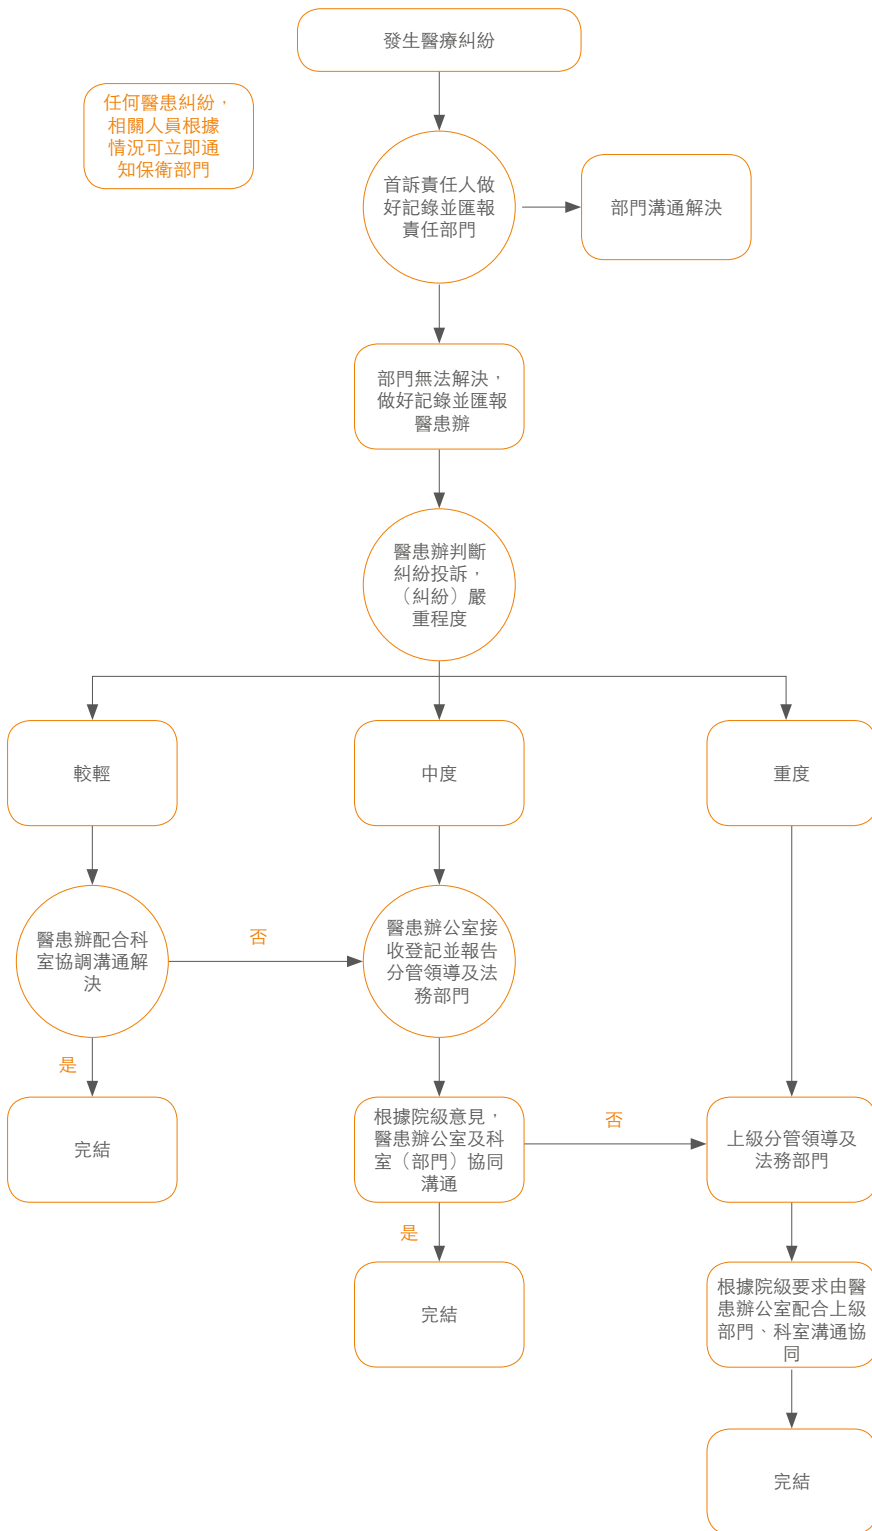 發生醫療糾紛
任何醫患糾紛，
相關人員根據
情況可立即通
知保衛部門
首訴責任人做
好記錄並匯報
責任部門
部門溝通解決
部門無法解決，
做好記錄並匯報
醫患辦
醫患辦判斷
糾紛投訴，
（糾紛）嚴
重程度
較輕
中度
重度
醫患辦配合科
室協調溝通解
決
否
醫患辦公室接
收登記並報告
分管領導及法
務部門
是
完結
根據院級意見，
醫患辦公室及科
室（部門）協同
溝通
否
上級分管領導及
法務部門
是
完結
根據院級要求由醫
患辦公室配合上級
部門、科室溝通協
同
完結